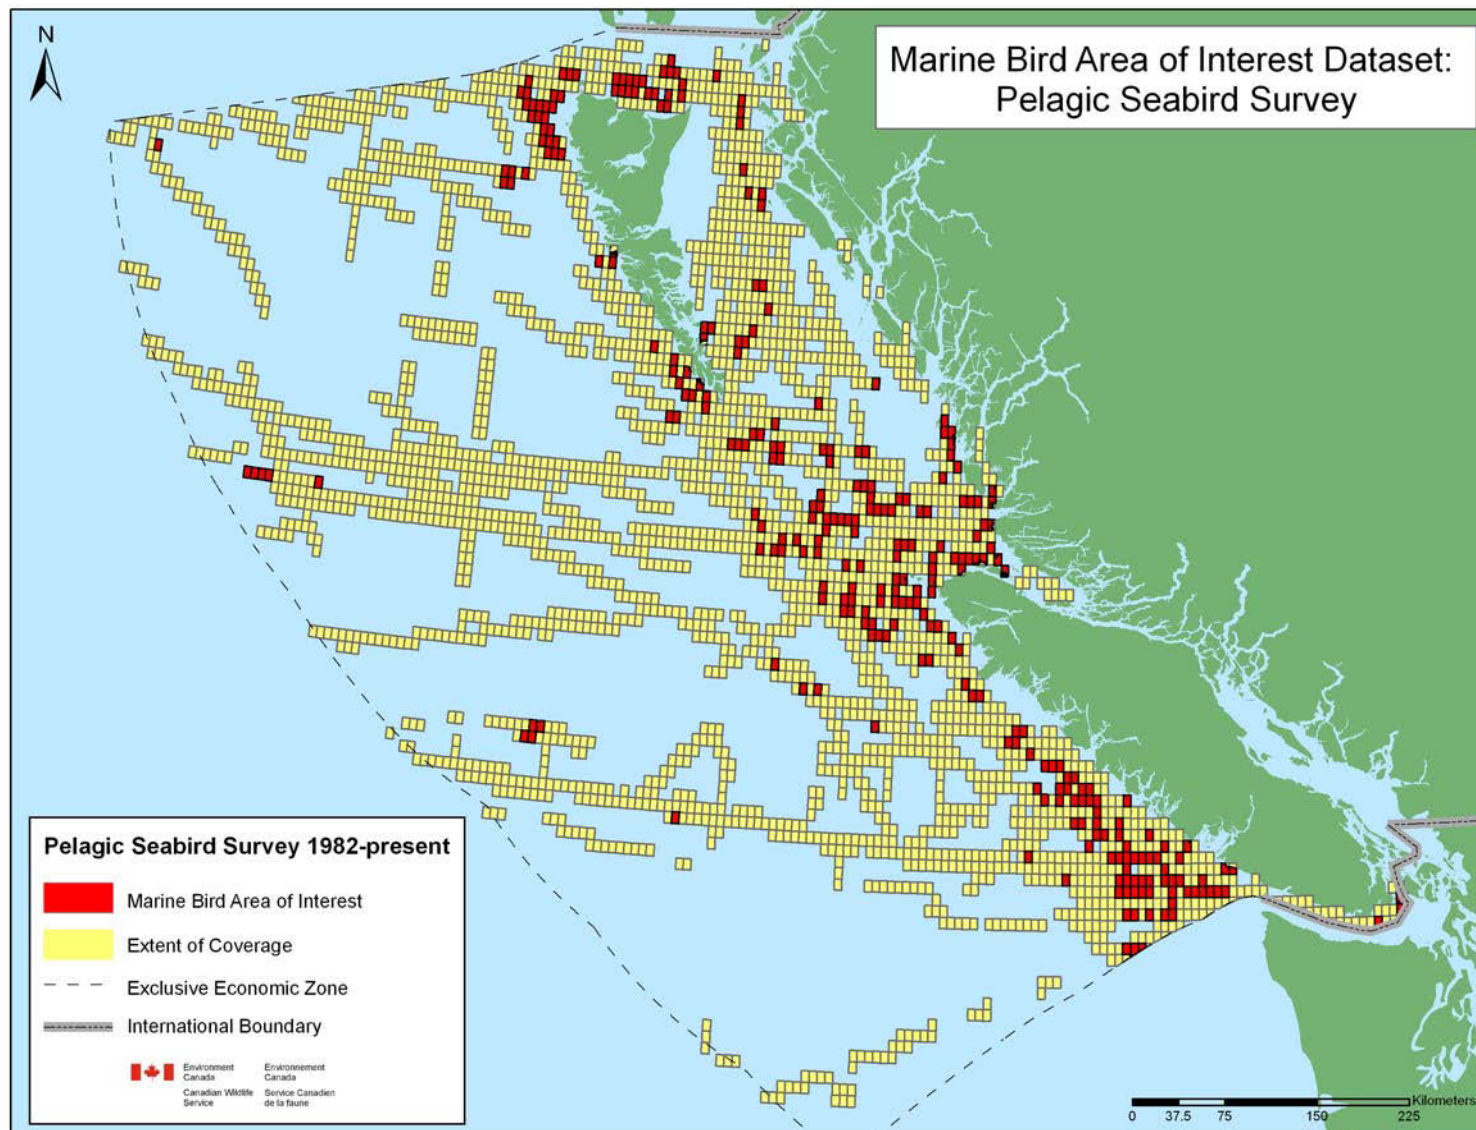 N
Marine Bird Area of Interest Dataset:
Pelagic Seabird Survey
Pelagic Seabird Survey 1982-present
Marine Bird Area of Interest
Extent of Coverage
Exclusive Economic Zone
International Boundary
Environment Canada
Environnement Canada
Canadian Wildlife Service
Service Canadien de la faune
Kilometers
0 37.5 75 150 225